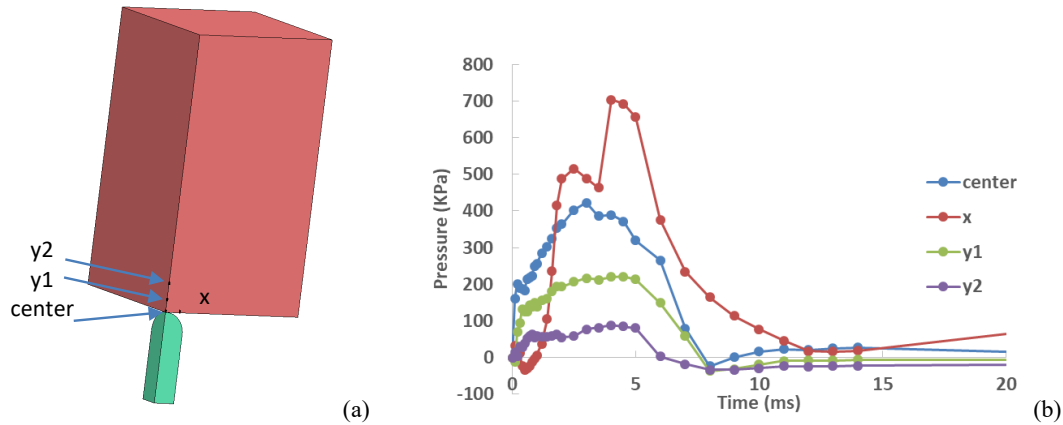 y2
y1
center
x
(a)
800
700
600
500
400
300
200
100
0
-100
Pressure (KPa)
0
5
10
15
20
Time (ms)
center
x
y1
y2
(b)